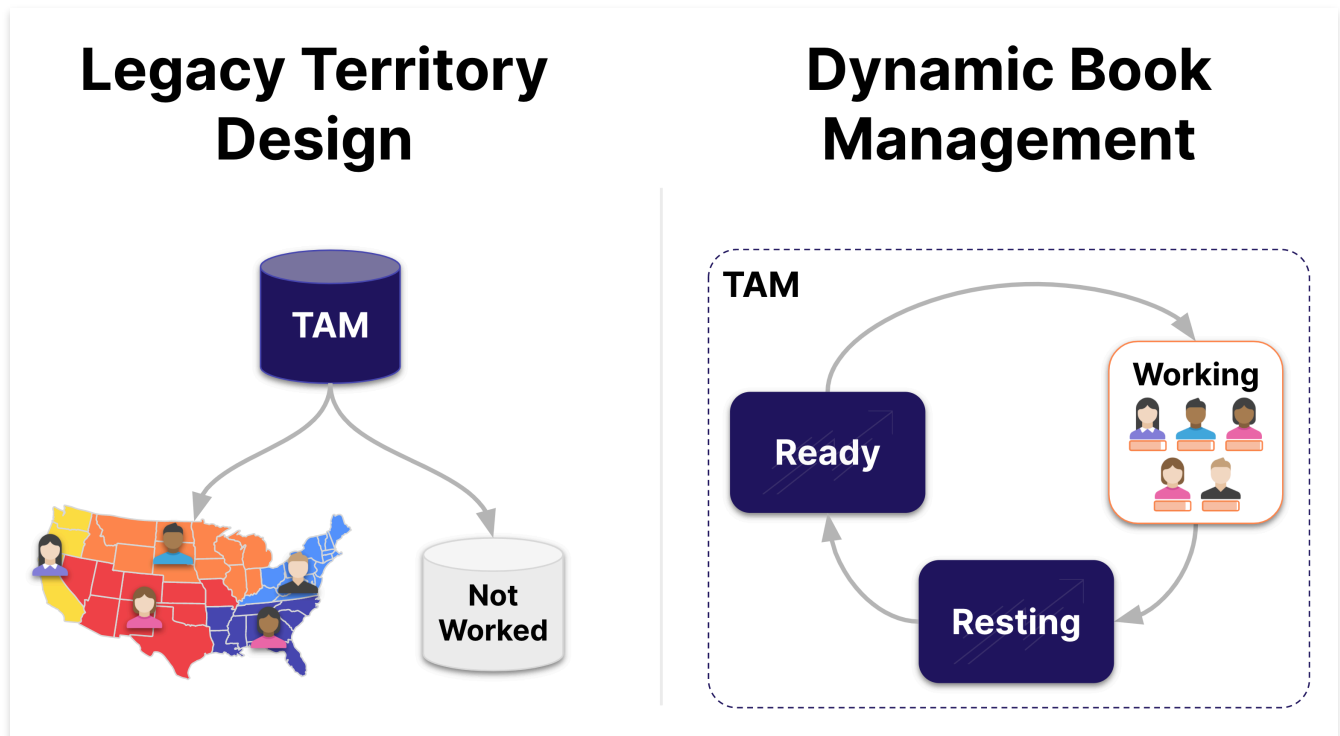 Legacy Territory
Design
TAM
Not
Worked
Dynamic Book
Management
TAM
Working
Ready
Resting